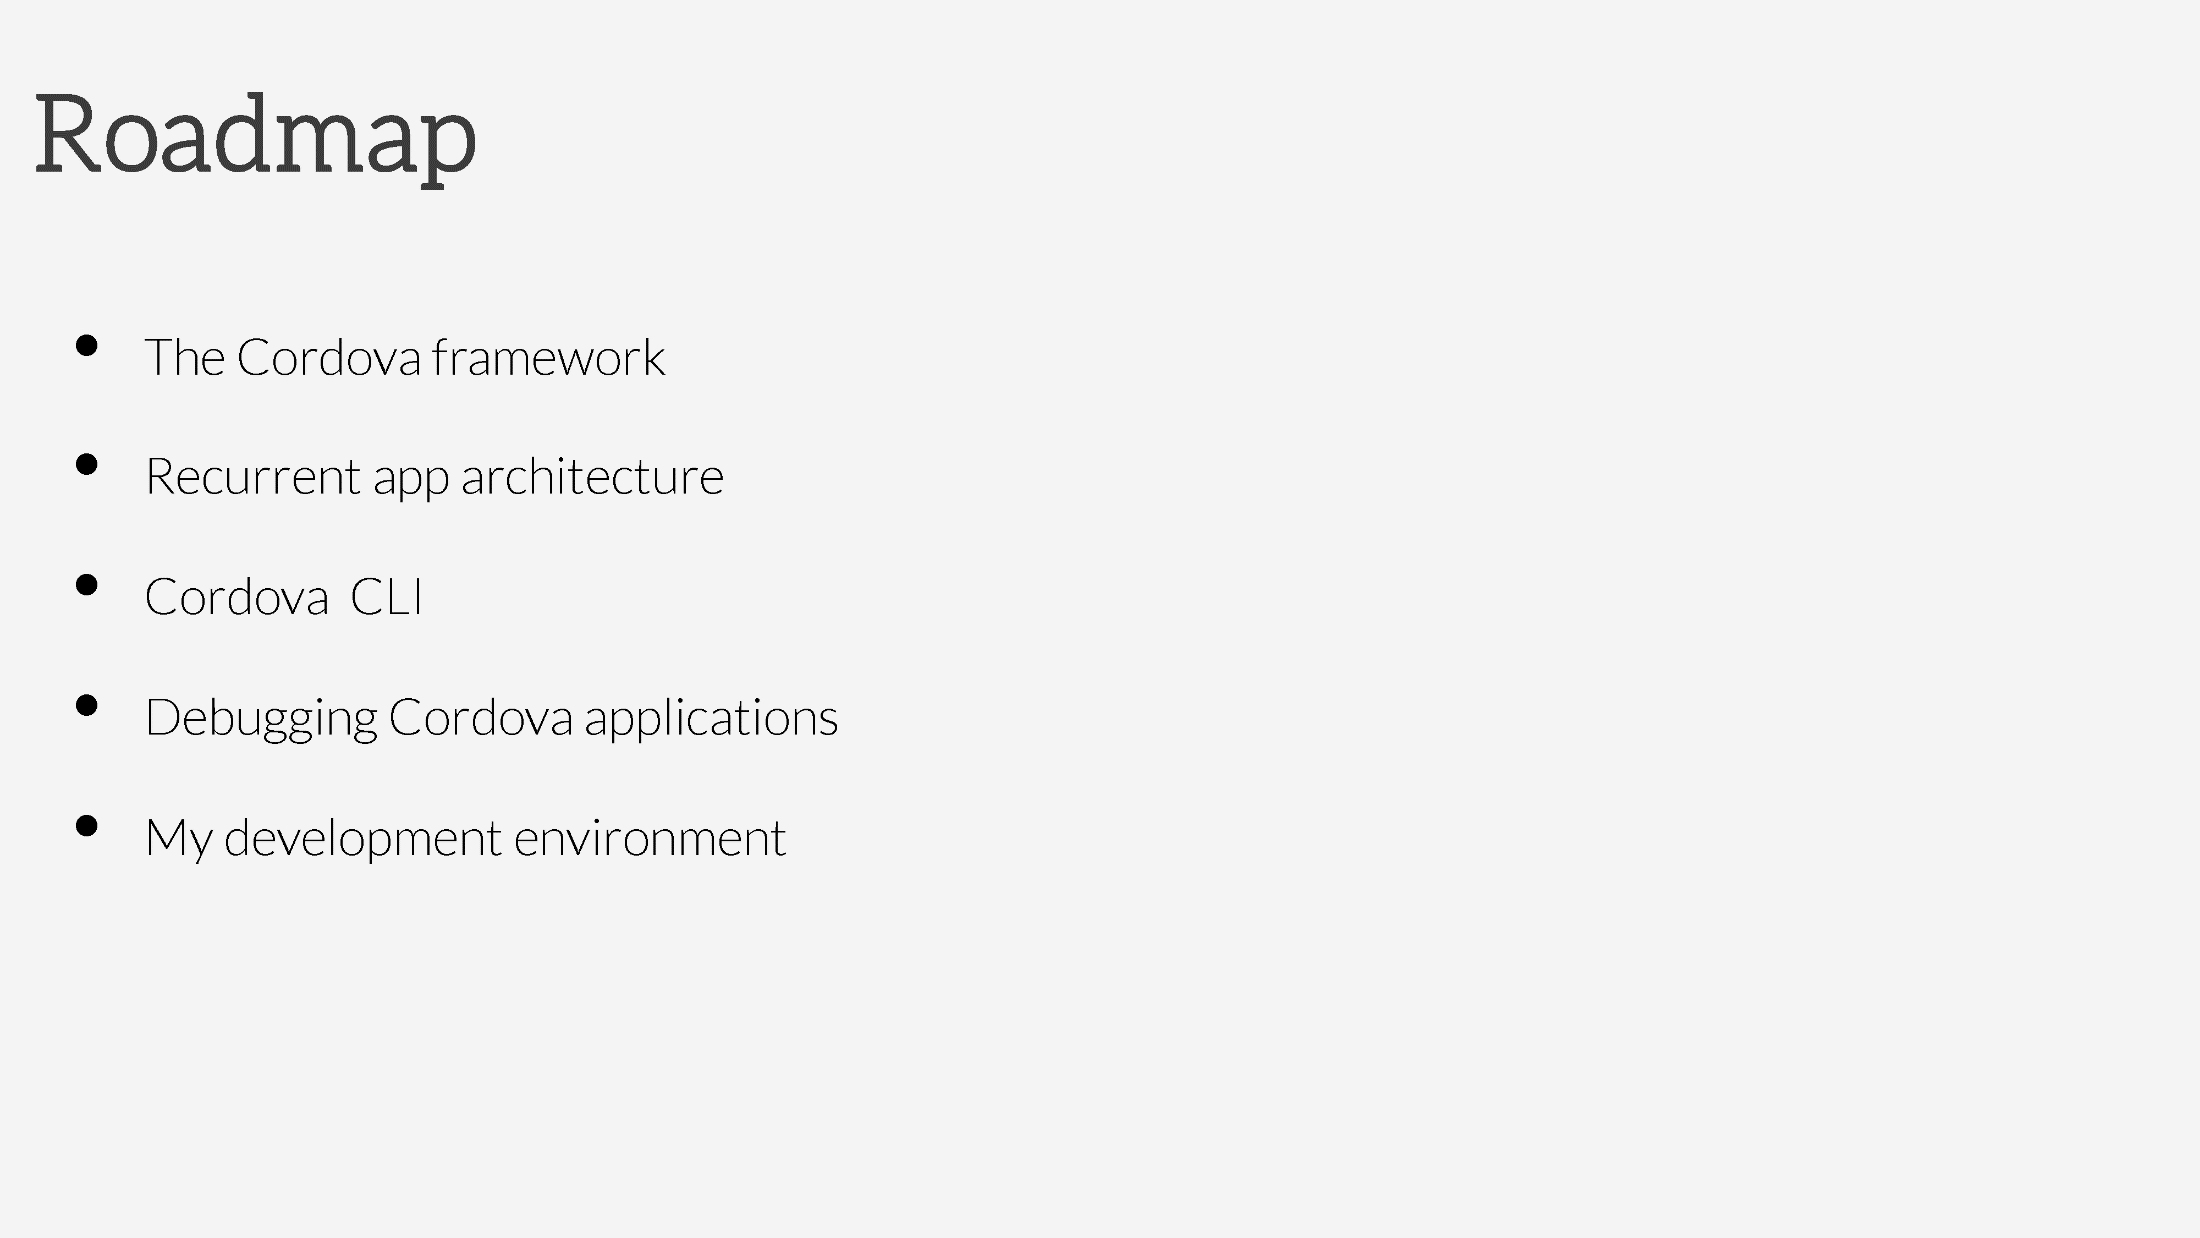 Roadmap
• The Cordova framework
• Recurrent app architecture
• Cordova  CLI
• Debugging Cordova applications
• My development environment